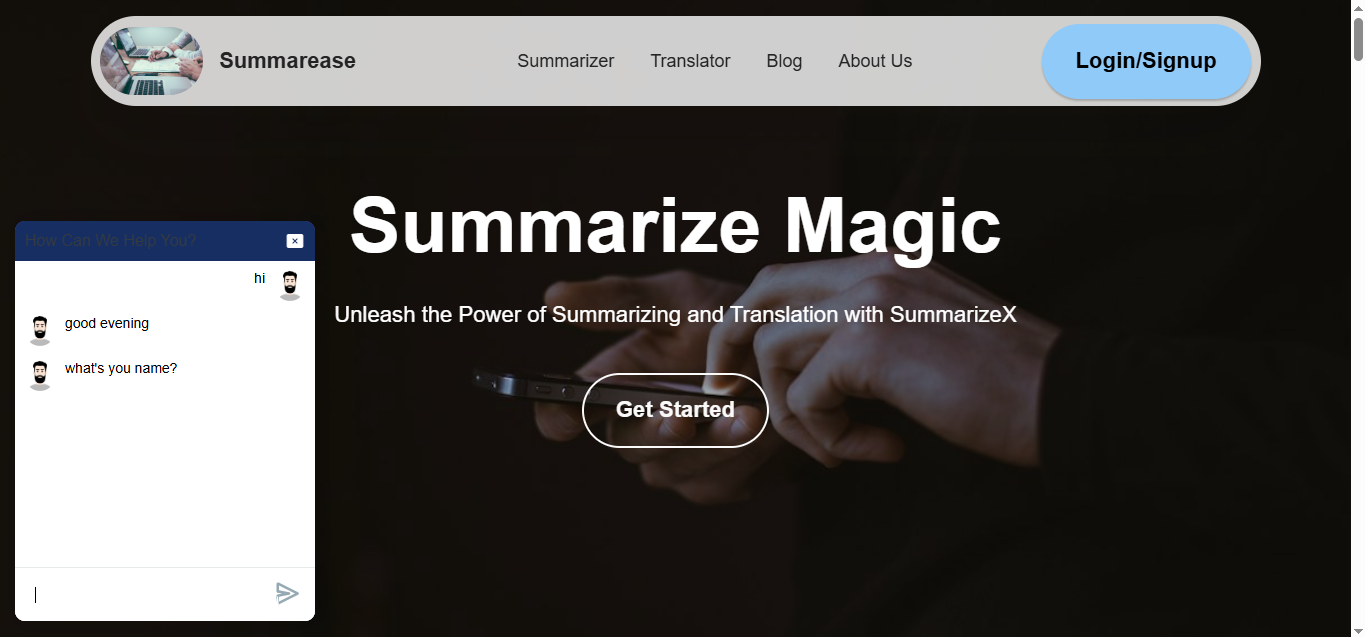 Summarease
Summarizer
Translator
Blog
About Us
Login/Signup
Summarize Magic
Unleash the Power of Summarizing and Translation with SummarizeX
Get Started
How Can We Help You?
hi
good evening
what's you name?